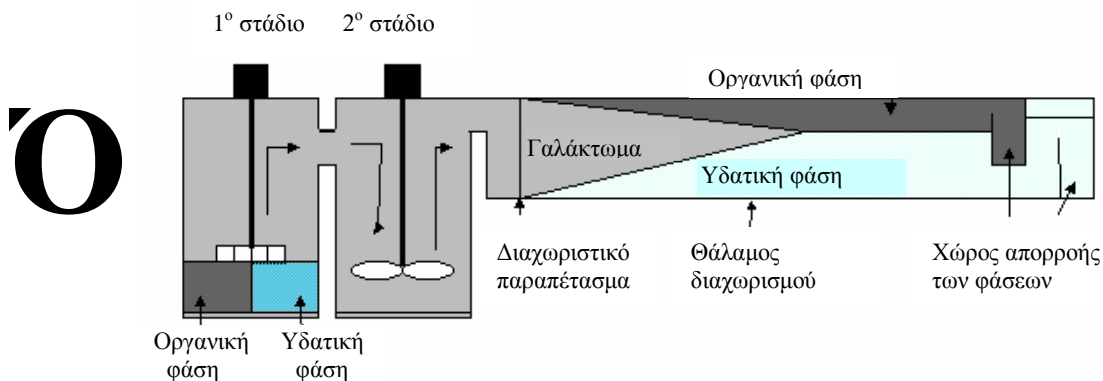 1ο στάδιο 2ο στάδιο
Οργανική φάση
Ό
Γαλάκτωμα
Υδατική φάση
Διαχωριστικό
παραπέτασμα
Θάλαμος
διαχωρισμού
Χώρος απορροής
των φάσεων
Οργανική
φάση
Υδατική
φάση